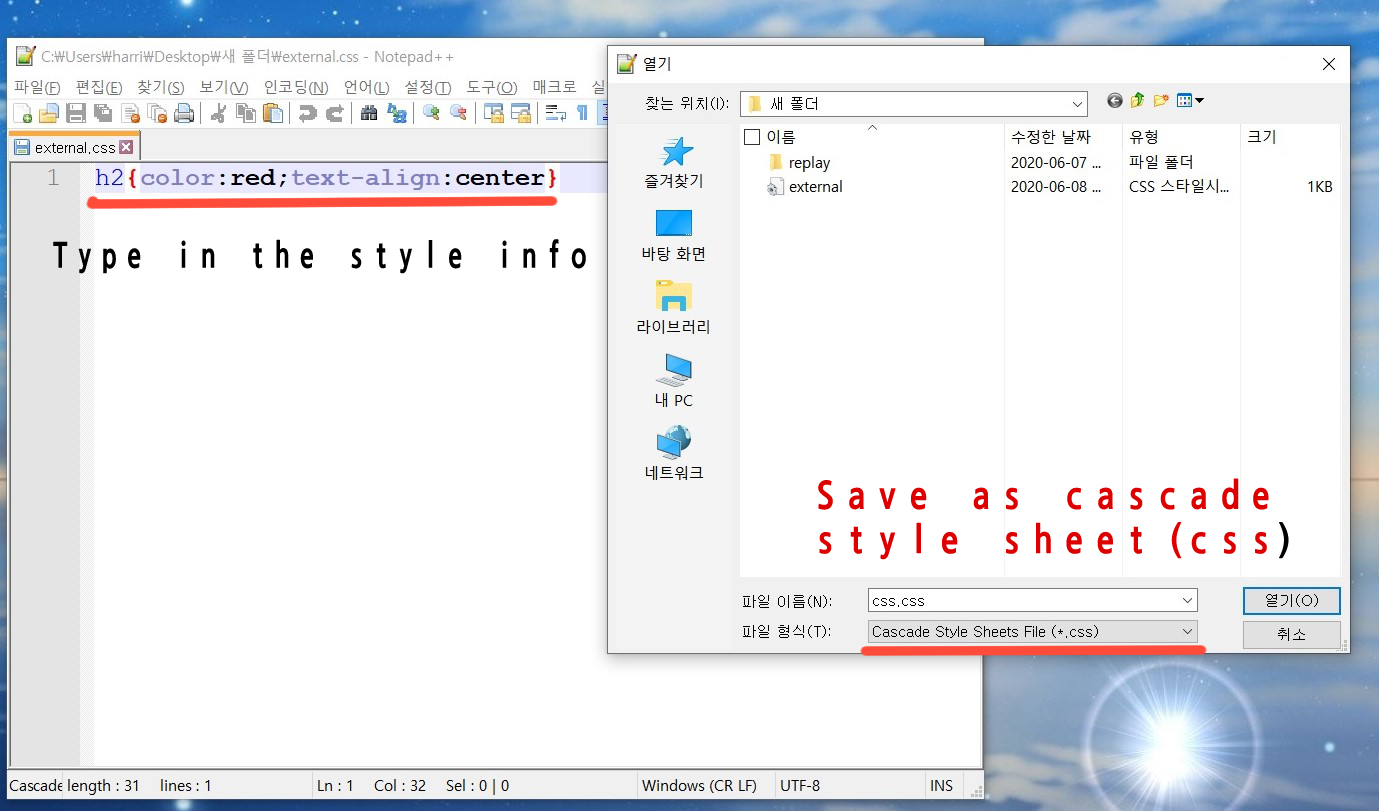 C:₩Users₩harri₩Desktop₩새 폴더₩external.css - Notepad++
파일(F) 편집(E) 찾기(S) 보기(V) 인코딩(N) 언어(L) 설정(T) 도구(O) 매크로 실
external.css
1 h2{color:red;text-align:center}
Type in the style info
Cascade length : 31 lines : 1 Ln : 1 Col : 32 Sel : 0 | 0 Windows (CR LF) UTF-8 INS
열기
찾는 위치(I): 새 폴더
즐겨찾기
바탕 화면
라이브러리
내 PC
네트워크
이름 수정한 날짜 유형 크기
replay 2020-06-07 ... 파일 폴더
external 2020-06-08 ... CSS 스타일시... 1KB
Save as cascade
style sheet (css)
파일 이름(N): css.css 열기(O)
파일 형식(T): Cascade Style Sheets File (*.css) 취소